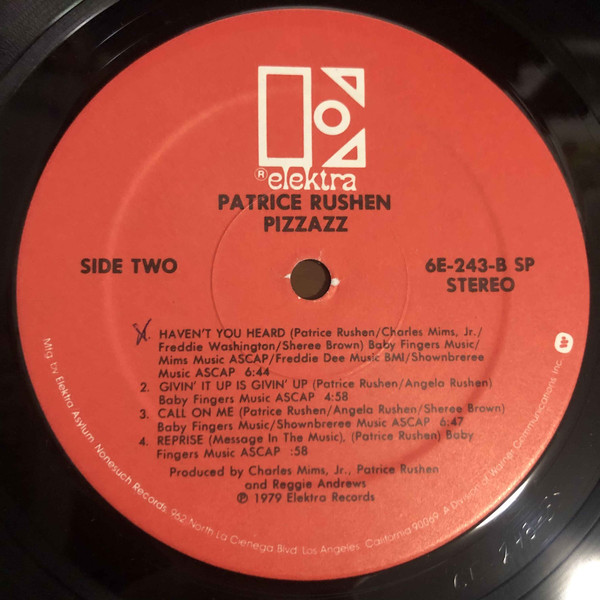 ® elektra
PATRICE RUSHEN
PIZZAZZ
SIDE TWO
6E-243-B SP
STEREO
HAVEN'T YOU HEARD (Patrice Rushen/Charles Mims, Jr./
Freddie Washington/Sheree Brown) Baby Fingers Music/
Mims Music ASCAP/Freddie Dee Music BMI/Shownbreree
Music ASCAP 6:44
2. GIVIN' IT UP IS GIVIN' UP (Patrice Rushen/Angela Rushen)
Baby Fingers Music ASCAP 4:58
3. CALL ON ME (Patrice Rushen/Angela Rushen/Sheree Brown)
Baby Fingers Music/Shownbreree Music ASCAP 6:47
4. REPRISE (Message In The Music), (Patrice Rushen) Baby
Fingers Music ASCAP :58
Produced by Charles Mims, Jr., Patrice Rushen
and Reggie Andrews
℗ 1979 Elektra Records
Mfg. by Elektra/Asylum/Nonesuch Records, 962 North La Cienega Blvd. Los Angeles, California 90069. A Division of Warner Communications Inc.